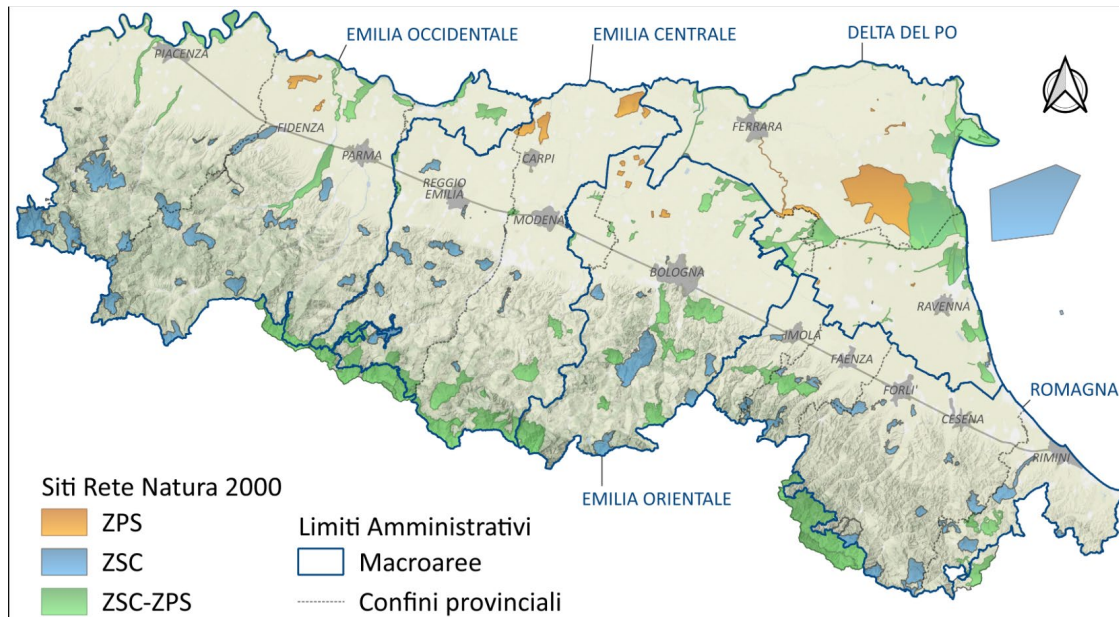 EMILIA OCCIDENTALE
EMILIA CENTRALE
DELTA DEL PO
PIACENZA
FIDENZA
PARMA
REGGIO
EMILIA
CARPI
MODENA
FERRARA
BOLOGNA
IMOLA
FAENZA
FORLI'
CESENA
RAVENNA
RIMINI
ROMAGNA
EMILIA ORIENTALE
Siti Rete Natura 2000
ZPS
ZSC
ZSC-ZPS
Limiti Amministrativi
Macroaree
Confini provinciali